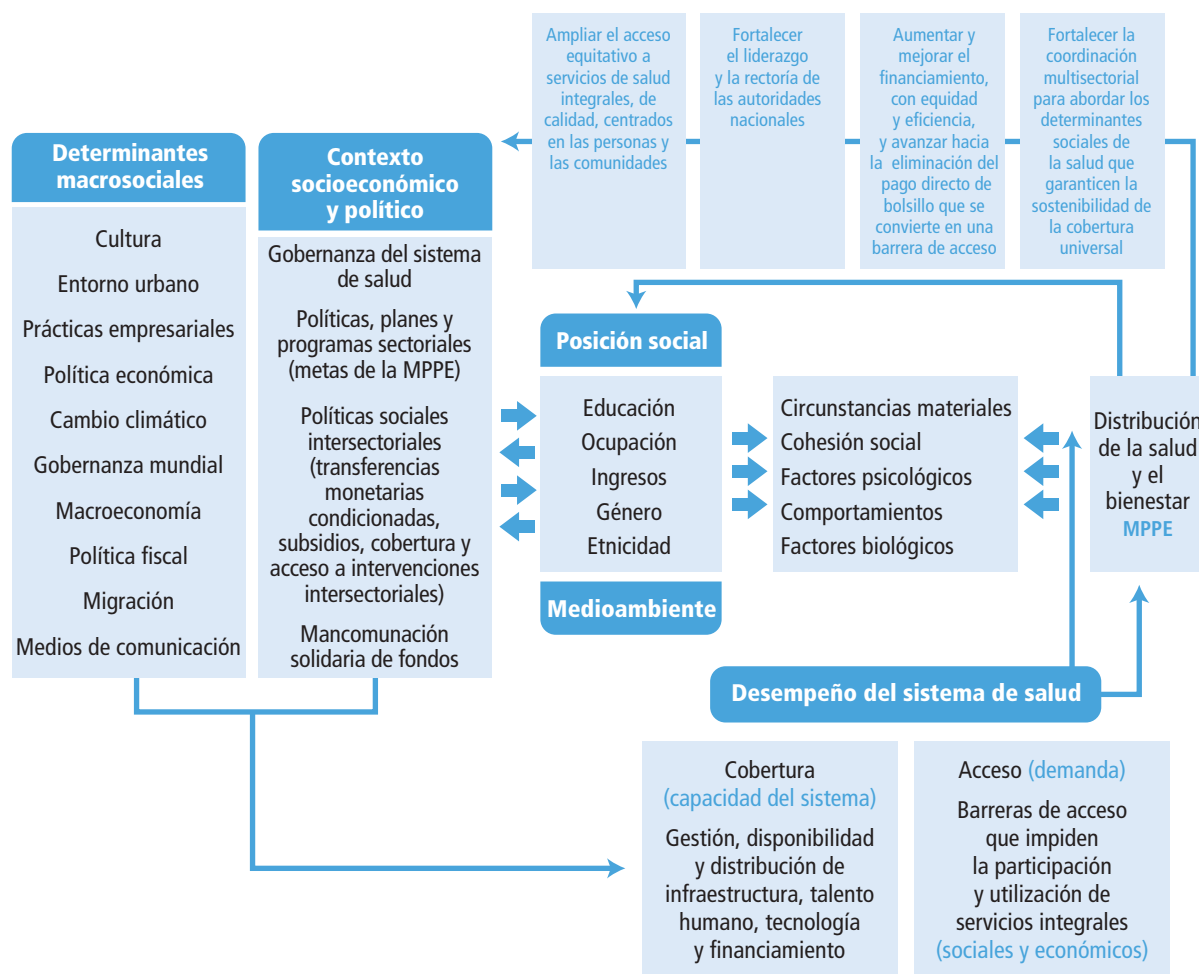 Ampliar el acceso
equitativo a
servicios de salud
integrales, de
calidad, centrados
en las personas y
las comunidades
Fortalecer
el liderazgo
y la rectoría de
las autoridades
nacionales
Aumentar y
mejorar el
financiamiento,
con equidad
y eficiencia,
y avanzar hacia
la eliminación del
pago directo de
bolsillo que se
convierte en una
barrera de acceso
Fortalecer la
coordinación
multisectorial
para abordar los
determinantes
sociales de
la salud que
garanticen la
sostenibilidad de
la cobertura
universal
Determinantes
macrosociales
Cultura
Entorno urbano
Prácticas empresariales
Política económica
Cambio climático
Gobernanza mundial
Macroeconomía
Política fiscal
Migración
Medios de comunicación
Contexto
socioeconómico
y político
Gobernanza del sistema
de salud
Políticas, planes y
programas sectoriales
(metas de la MPPE)
Políticas sociales
intersectoriales
(transferencias
monetarias
condicionadas,
subsidios, cobertura y
acceso a intervenciones
intersectoriales)
Mancomunación
solidaria de fondos
Posición social
Educación
Ocupación
Ingresos
Género
Etnicidad
Medioambiente
Circunstancias materiales
Cohesión social
Factores psicológicos
Comportamientos
Factores biológicos
Distribución
de la salud
y el
bienestar
MPPE
Desempeño del sistema de salud
Cobertura
(capacidad del sistema)
Gestión, disponibilidad
y distribución de
infraestructura, talento
humano, tecnología
y financiamiento
Acceso (demanda)
Barreras de acceso
que impiden
la participación
y utilización de
servicios integrales
(sociales y económicos)